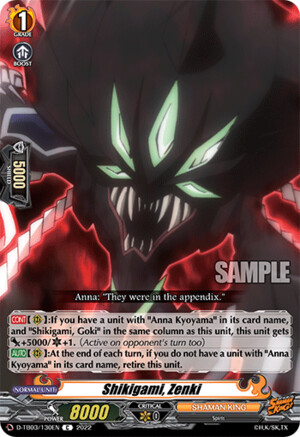 1
GRADE
BOOST
5000
SHIELD
SAMPLE
Anna: "They were in the appendix."
CONT【】:If you have a unit with "Anna Kyoyama" in its card name,
and "Shikigami, Goki" in the same column as this unit, this unit gets
+5000/+1. (Active on opponent's turn too)
AUTO【】:At the end of each turn, if you do not have a unit with "Anna
Kyoyama" in its card name, retire this unit.
NORMAL UNIT
Shikigami, Zenki
D-TB03/130EN C 2022
©H.K/SK,TX
POWER 8000
CRITICAL
0
SHAMAN KING
Spirit